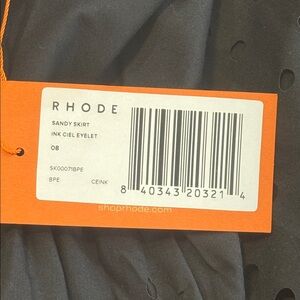 RHODE
SANDY SKIRT
INK CIEL EYELET
08
SK00071BPE
BPE CEINK
8 40343 20321 4
shoprhode.com